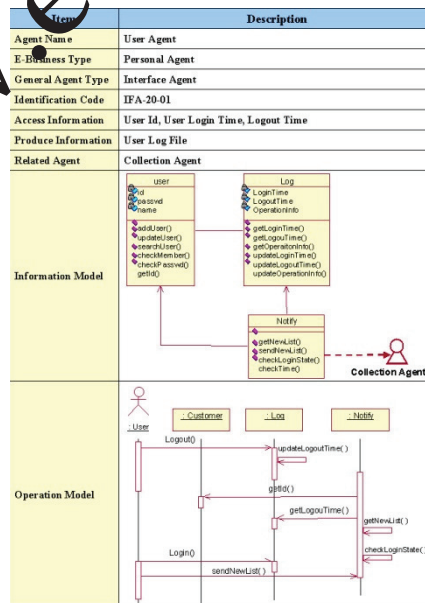 Item Description
Agent Name User Agent
E-Business Type Personal Agent
General Agent Type Interface Agent
Identification Code IFA-20-01
Access Information User Id, User Login Time, Logout Time
Produce Information User Log File
Related Agent Collection Agent
Information Model
user
id
passwd
name
addUser()
updateUser()
searchUser()
checkMember()
checkPasswd()
getId()
Log
LoginTime
LogoutTime
OperationInfo
getLoginTime()
getLogouTime()
getOperaitonInfo()
updateLoginTime()
updateLogoutTime()
updateOperationInfo()
Notify
getNewList()
sendNewList()
checkLoginState()
checkTime()
Collection Agent
Operation Model
: User
: Customer
: Log
: Notify
Logout()
updateLogoutTime( )
getId( )
getLogouTime( )
getNewList( )
checkLoginState( )
Login()
sendNewList( )